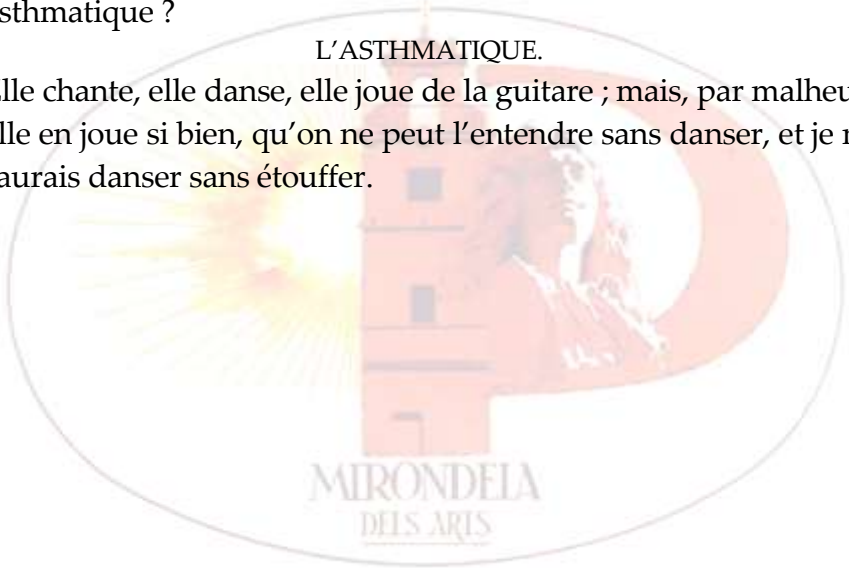 sthmatique ?
L’ASTHMATIQUE.
Elle chante, elle danse, elle joue de la guitare ; mais, par malheu
lle en joue si bien, qu’on ne peut l’entendre sans danser, et je n
aurais danser sans étouffer.
MIRONDELA
DELS ARTS